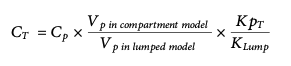 C_T = C_p × V_p in compartment model / V_p in lumped model × Kp_T / K_Lump